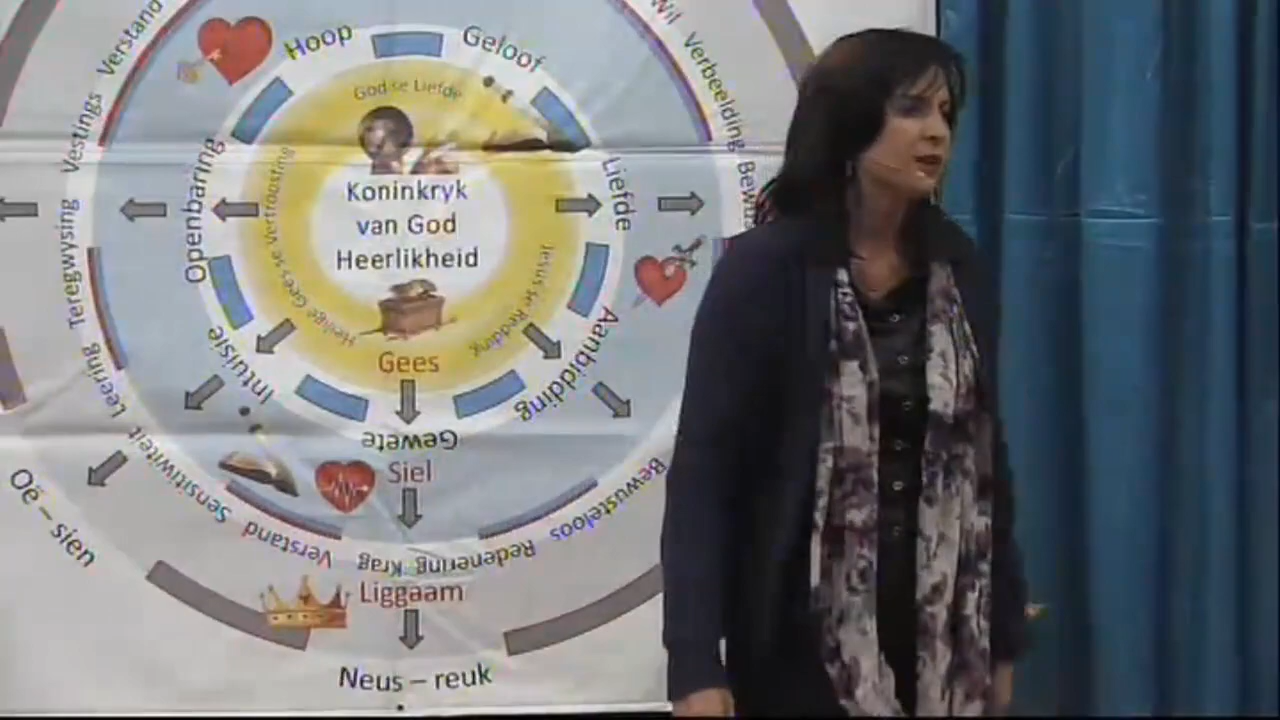 Verstand
Vestings
Teregwysing
Leering
Sensitiwiteit
Verstand
Redenering Krag
Bewusteloos
Wil
Verbeelding
Hoop
Geloof
Liefde
Aanbidding
Gewete
Intuisie
Openbaring
God se Liefde
Jesus se Redding
Heilige Gees se Vertroosting
Koninkryk
van God
Heerlikheid
Gees
Siel
Liggaam
Oë – sien
Neus – reuk